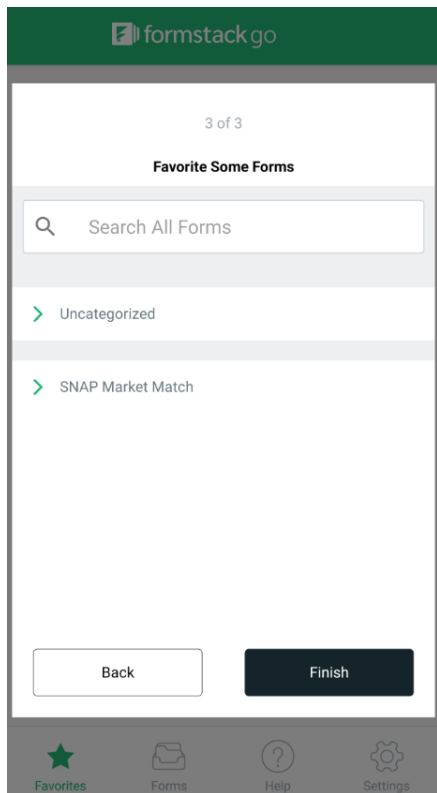 formstack go
3 of 3
Favorite Some Forms
Search All Forms
Uncategorized
SNAP Market Match
Back
Finish
Favorites
Forms
Help
Settings